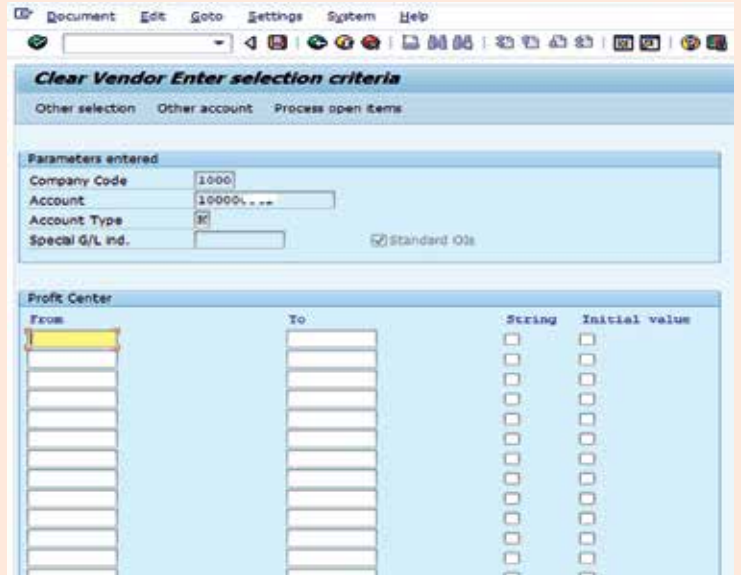 Document Edit Goto Settings System Help
Clear Vendor Enter selection criteria
Other selection Other account Process open items
Parameters entered
Company Code 1000
Account
Account Type K
Special G/L ind. Standard OIs
Profit Center
From To String Initial value